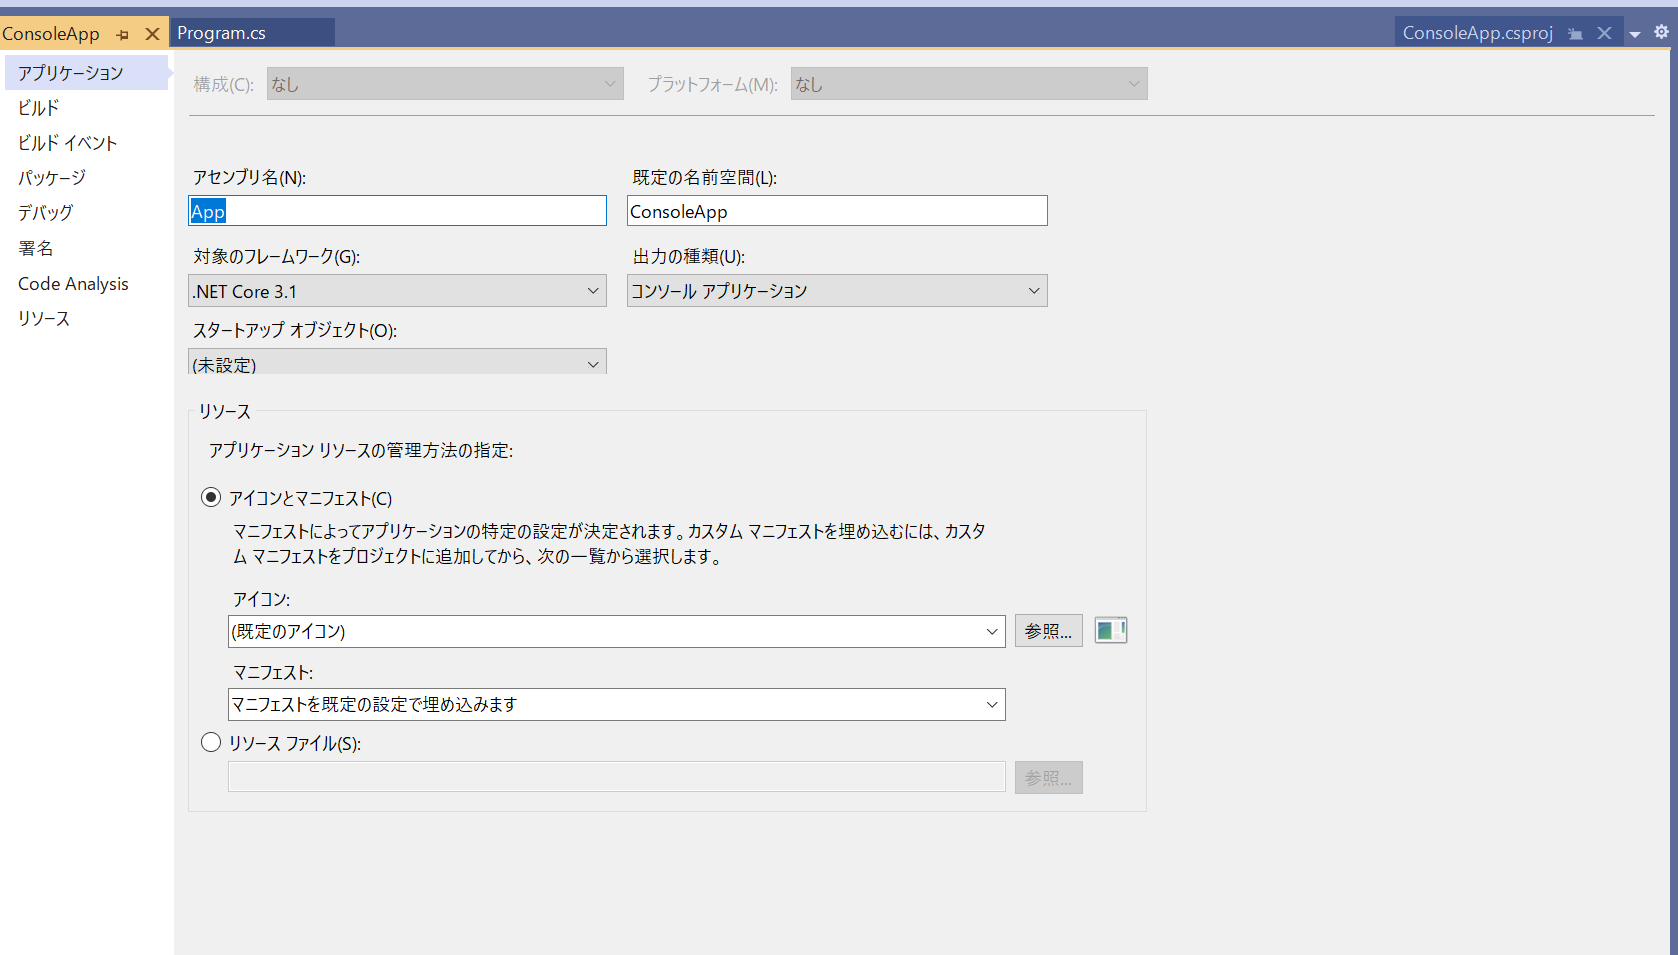 ConsoleApp
Program.cs
ConsoleApp.csproj
アプリケーション
ビルド
ビルド イベント
パッケージ
デバッグ
署名
Code Analysis
リソース
構成(C): なし プラットフォーム(M): なし
アセンブリ名(N): 既定の名前空間(L):
App ConsoleApp
対象のフレームワーク(G): 出力の種類(U):
.NET Core 3.1 コンソール アプリケーション
スタートアップ オブジェクト(O):
(未設定)
リソース
アプリケーション リソースの管理方法の指定:
アイコンとマニフェスト(C)
マニフェストによってアプリケーションの特定の設定が決定されます。カスタム マニフェストを埋め込むには、カスタ
ム マニフェストをプロジェクトに追加してから、次の一覧から選択します。
アイコン:
(既定のアイコン) 参照...
マニフェスト:
マニフェストを既定の設定で埋め込みます
リソース ファイル(S):
参照...